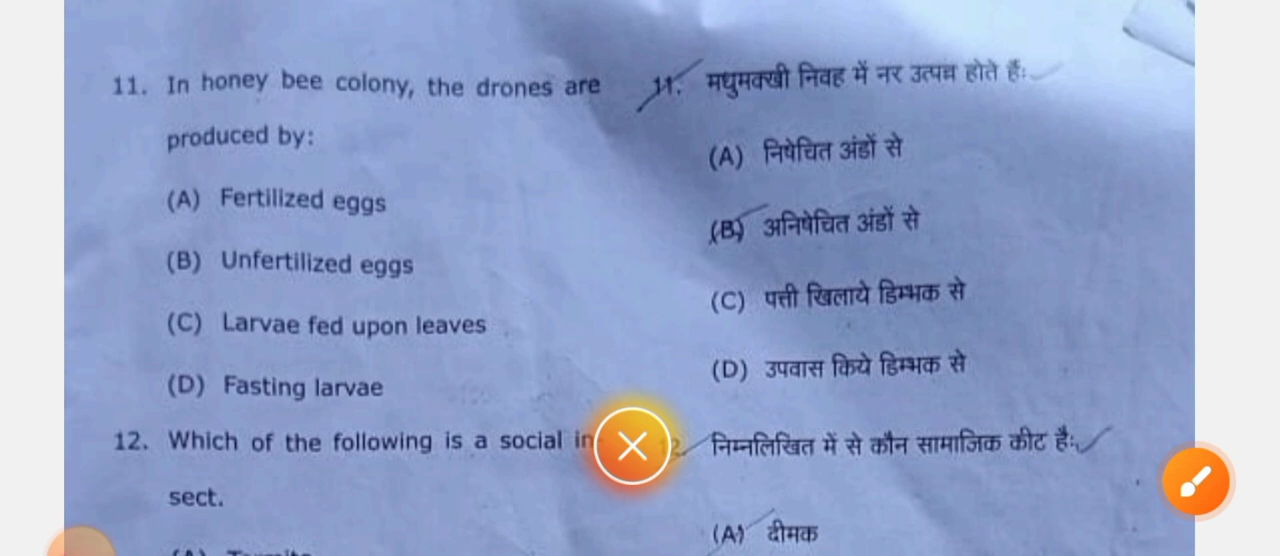 11. In honey bee colony, the drones are
produced by:
(A) Fertilized eggs
(B) Unfertilized eggs
(C) Larvae fed upon leaves
(D) Fasting larvae
12. Which of the following is a social in
sect.
(A) Termite
11. मधुमक्खी निवह में नर उत्पन्न होते हैं:
(A) निषेचित अंडों से
(B) अनिषेचित अंडों से
(C) पत्ती खिलाये डिम्भक से
(D) उपवास किये डिम्भक से
12. निम्नलिखित में से कौन सामाजिक कीट है:
(A) दीमक